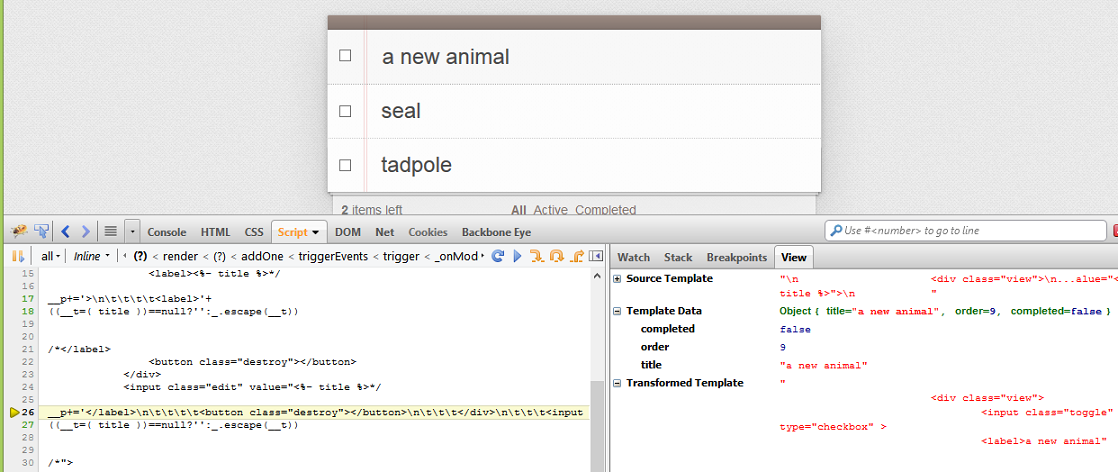 a new animal
seal
tadpole
2 items left All Active Completed
Console HTML CSS Script DOM Net Cookies Backbone Eye
Use #<number> to go to line
all Inline (?) < render < (?) < addOne < triggerEvents < trigger < _onMod
15 <label><%- title %>*/
16
17 __p+='>\n\t\t\t\t\t<label>'+
18 ((__t=( title ))==null?'':_.escape(__t))
19
20
21 /*</label>
22 <button class="destroy"></button>
23 </div>
24 <input class="edit" value="<%- title %>*/
25
26 __p+='</label>\n\t\t\t\t\t<button class="destroy"></button>\n\t\t\t\t</div>\n\t\t\t\t<input
27 ((__t=( title ))==null?'':_.escape(__t))
28
29
30 /*">
Watch Stack Breakpoints View
Source Template "\n <div class="view">\n...alue="<
title %>">\n "
Template Data Object { title="a new animal", order=9, completed=false }
completed false
order 9
title "a new animal"
Transformed Template "
<div class="view">
<input class="toggle"
type="checkbox" >
<label>a new animal"